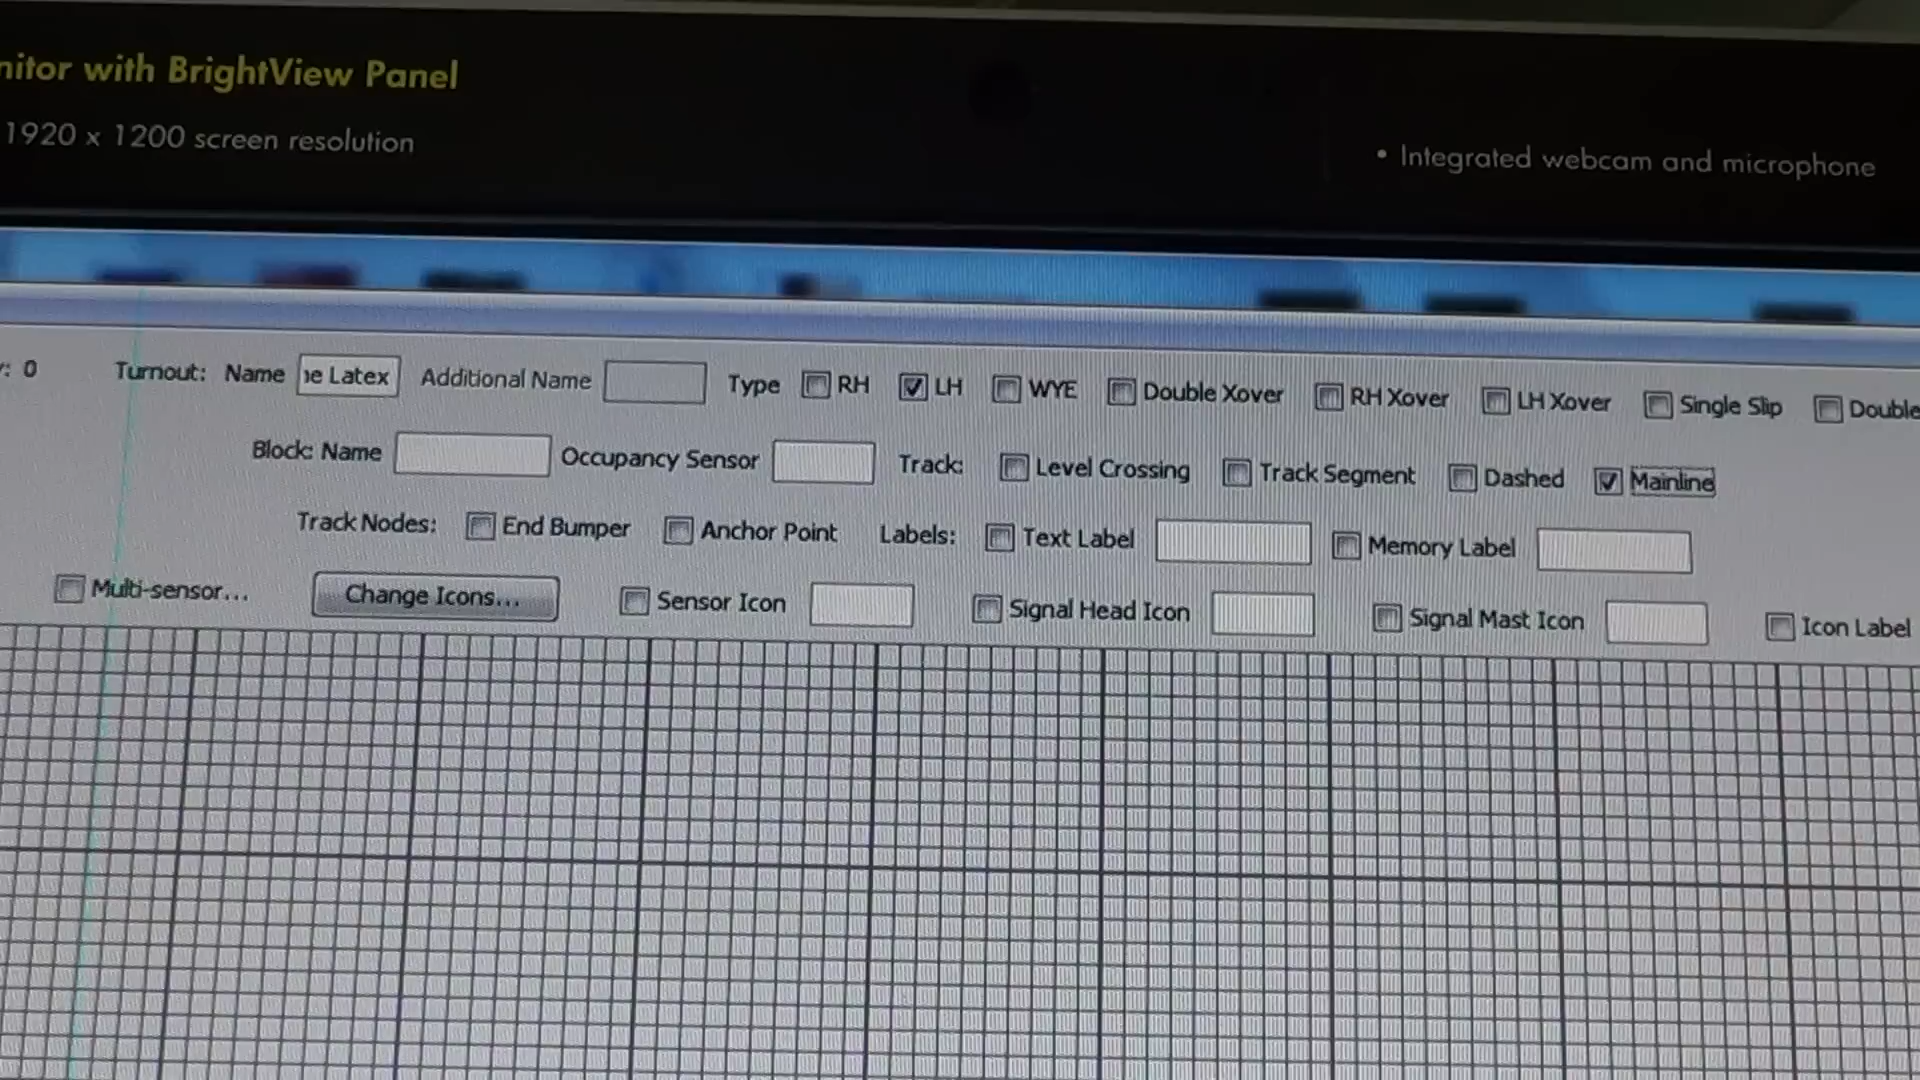 with BrightView Panel
1920 x 1200 screen resolution
• Integrated webcam and microphone
: 0 Turnout: Name Latex Additional Name Type RH LH WYE Double Xover RH Xover LH Xover Single Slip Double
Block: Name Occupancy Sensor Track: Level Crossing Track Segment Dashed Mainline
Track Nodes: End Bumper Anchor Point Labels: Text Label Memory Label
Multi-sensor... Change Icons... Sensor Icon Signal Head Icon Signal Mast Icon Icon Label